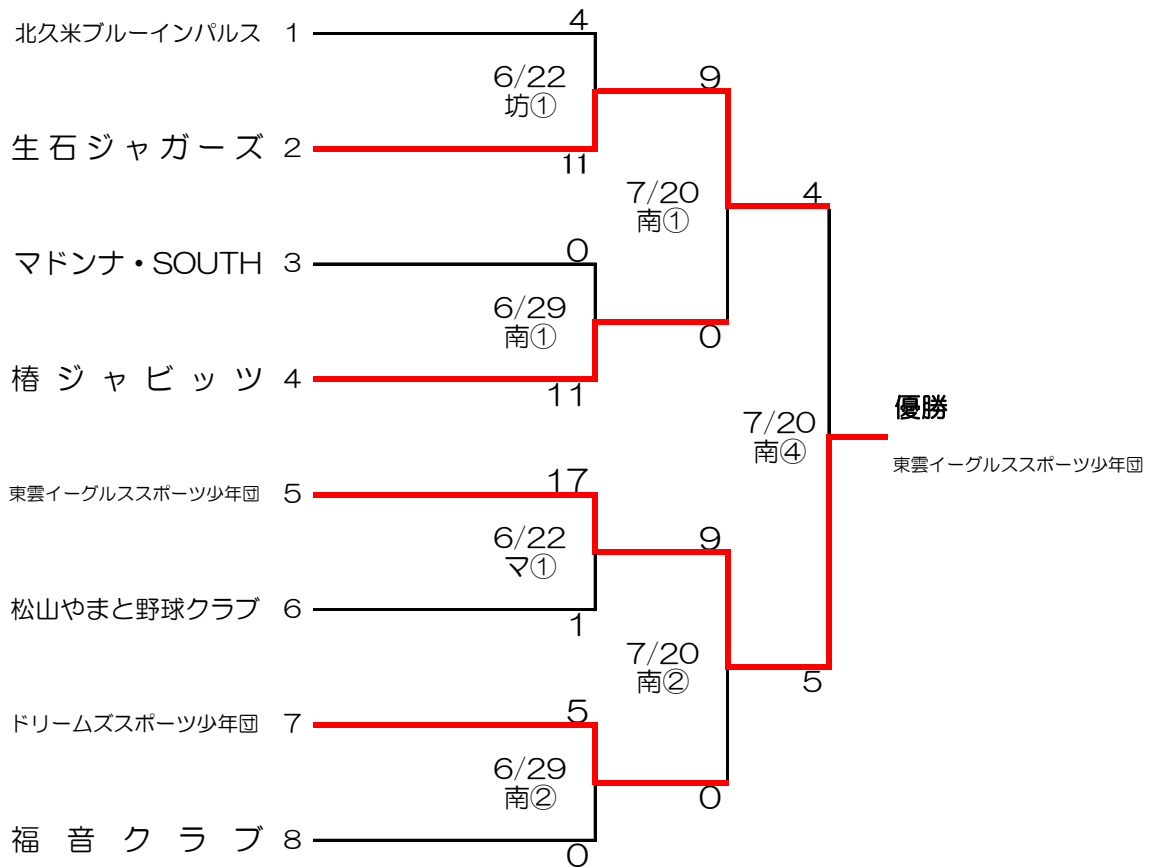 北久米ブルーインパルス 1
4
6/22
坊①
9
生石ジャガーズ 2
11
7/20
南①
4
マドンナ・SOUTH 3
0
6/29
南①
0
椿ジャビッツ 4
11
優勝
7/20
南④
東雲イーグルススポーツ少年団
東雲イーグルススポーツ少年団 5
17
6/22
マ①
9
松山やまと野球クラブ 6
1
7/20
南②
5
ドリームズスポーツ少年団 7
5
6/29
南②
0
福音クラブ 8
0